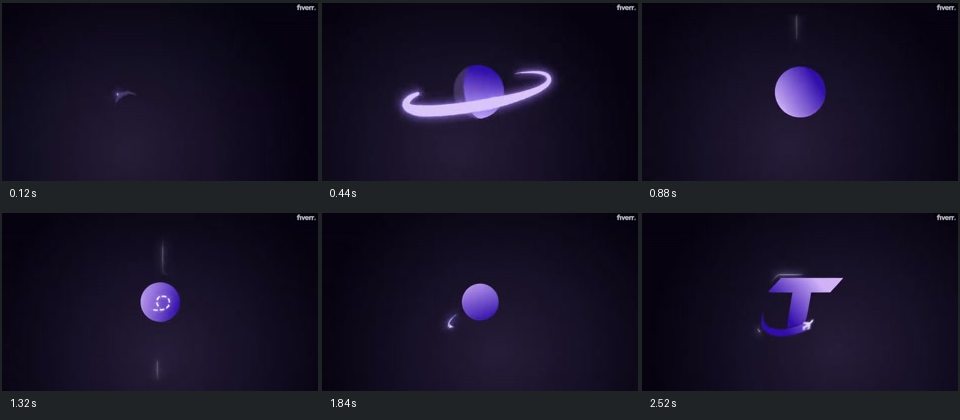 fiverr. fiverr. fiverr.
0.12 s 0.44 s 0.88 s
fiverr. fiverr. fiverr.
T
1.32 s 1.84 s 2.52 s